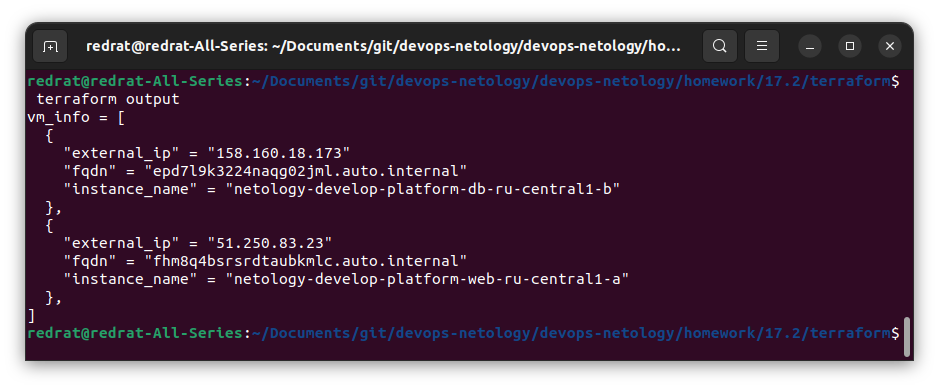 redrat@redrat-All-Series: ~/Documents/git/devops-netology/devops-netology/ho...
redrat@redrat-All-Series:~/Documents/git/devops-netology/devops-netology/homework/17.2/terraform$
 terraform output
vm_info = [
  {
    "external_ip" = "158.160.18.173"
    "fqdn" = "epd7l9k3224naqg02jml.auto.internal"
    "instance_name" = "netology-develop-platform-db-ru-central1-b"
  },
  {
    "external_ip" = "51.250.83.23"
    "fqdn" = "fhm8q4bsrsrdtaubkmlc.auto.internal"
    "instance_name" = "netology-develop-platform-web-ru-central1-a"
  },
]
redrat@redrat-All-Series:~/Documents/git/devops-netology/devops-netology/homework/17.2/terraform$